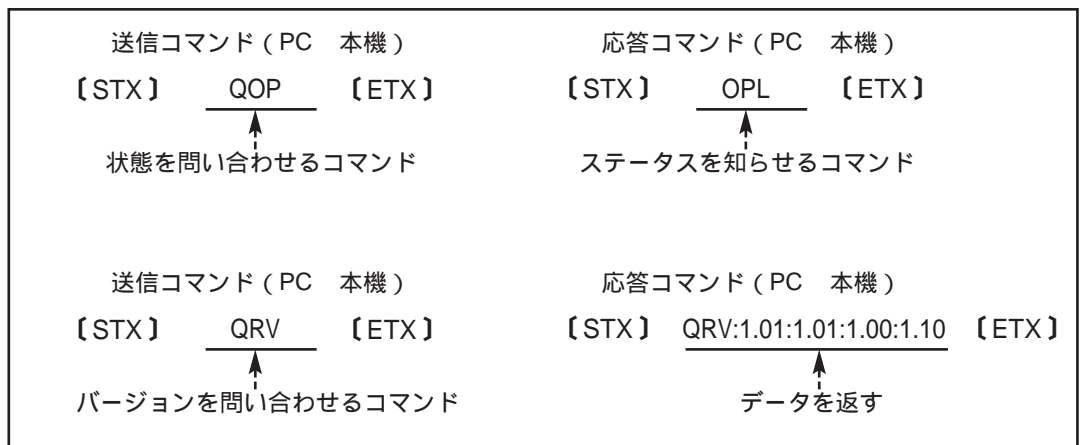 送信コマンド（PC　本機）
〔STX〕 QOP 〔ETX〕
状態を問い合わせるコマンド
応答コマンド（PC　本機）
〔STX〕 OPL 〔ETX〕
ステータスを知らせるコマンド
送信コマンド（PC　本機）
〔STX〕 QRV 〔ETX〕
バージョンを問い合わせるコマンド
応答コマンド（PC　本機）
〔STX〕 QRV:1.01:1.01:1.00:1.10 〔ETX〕
データを返す